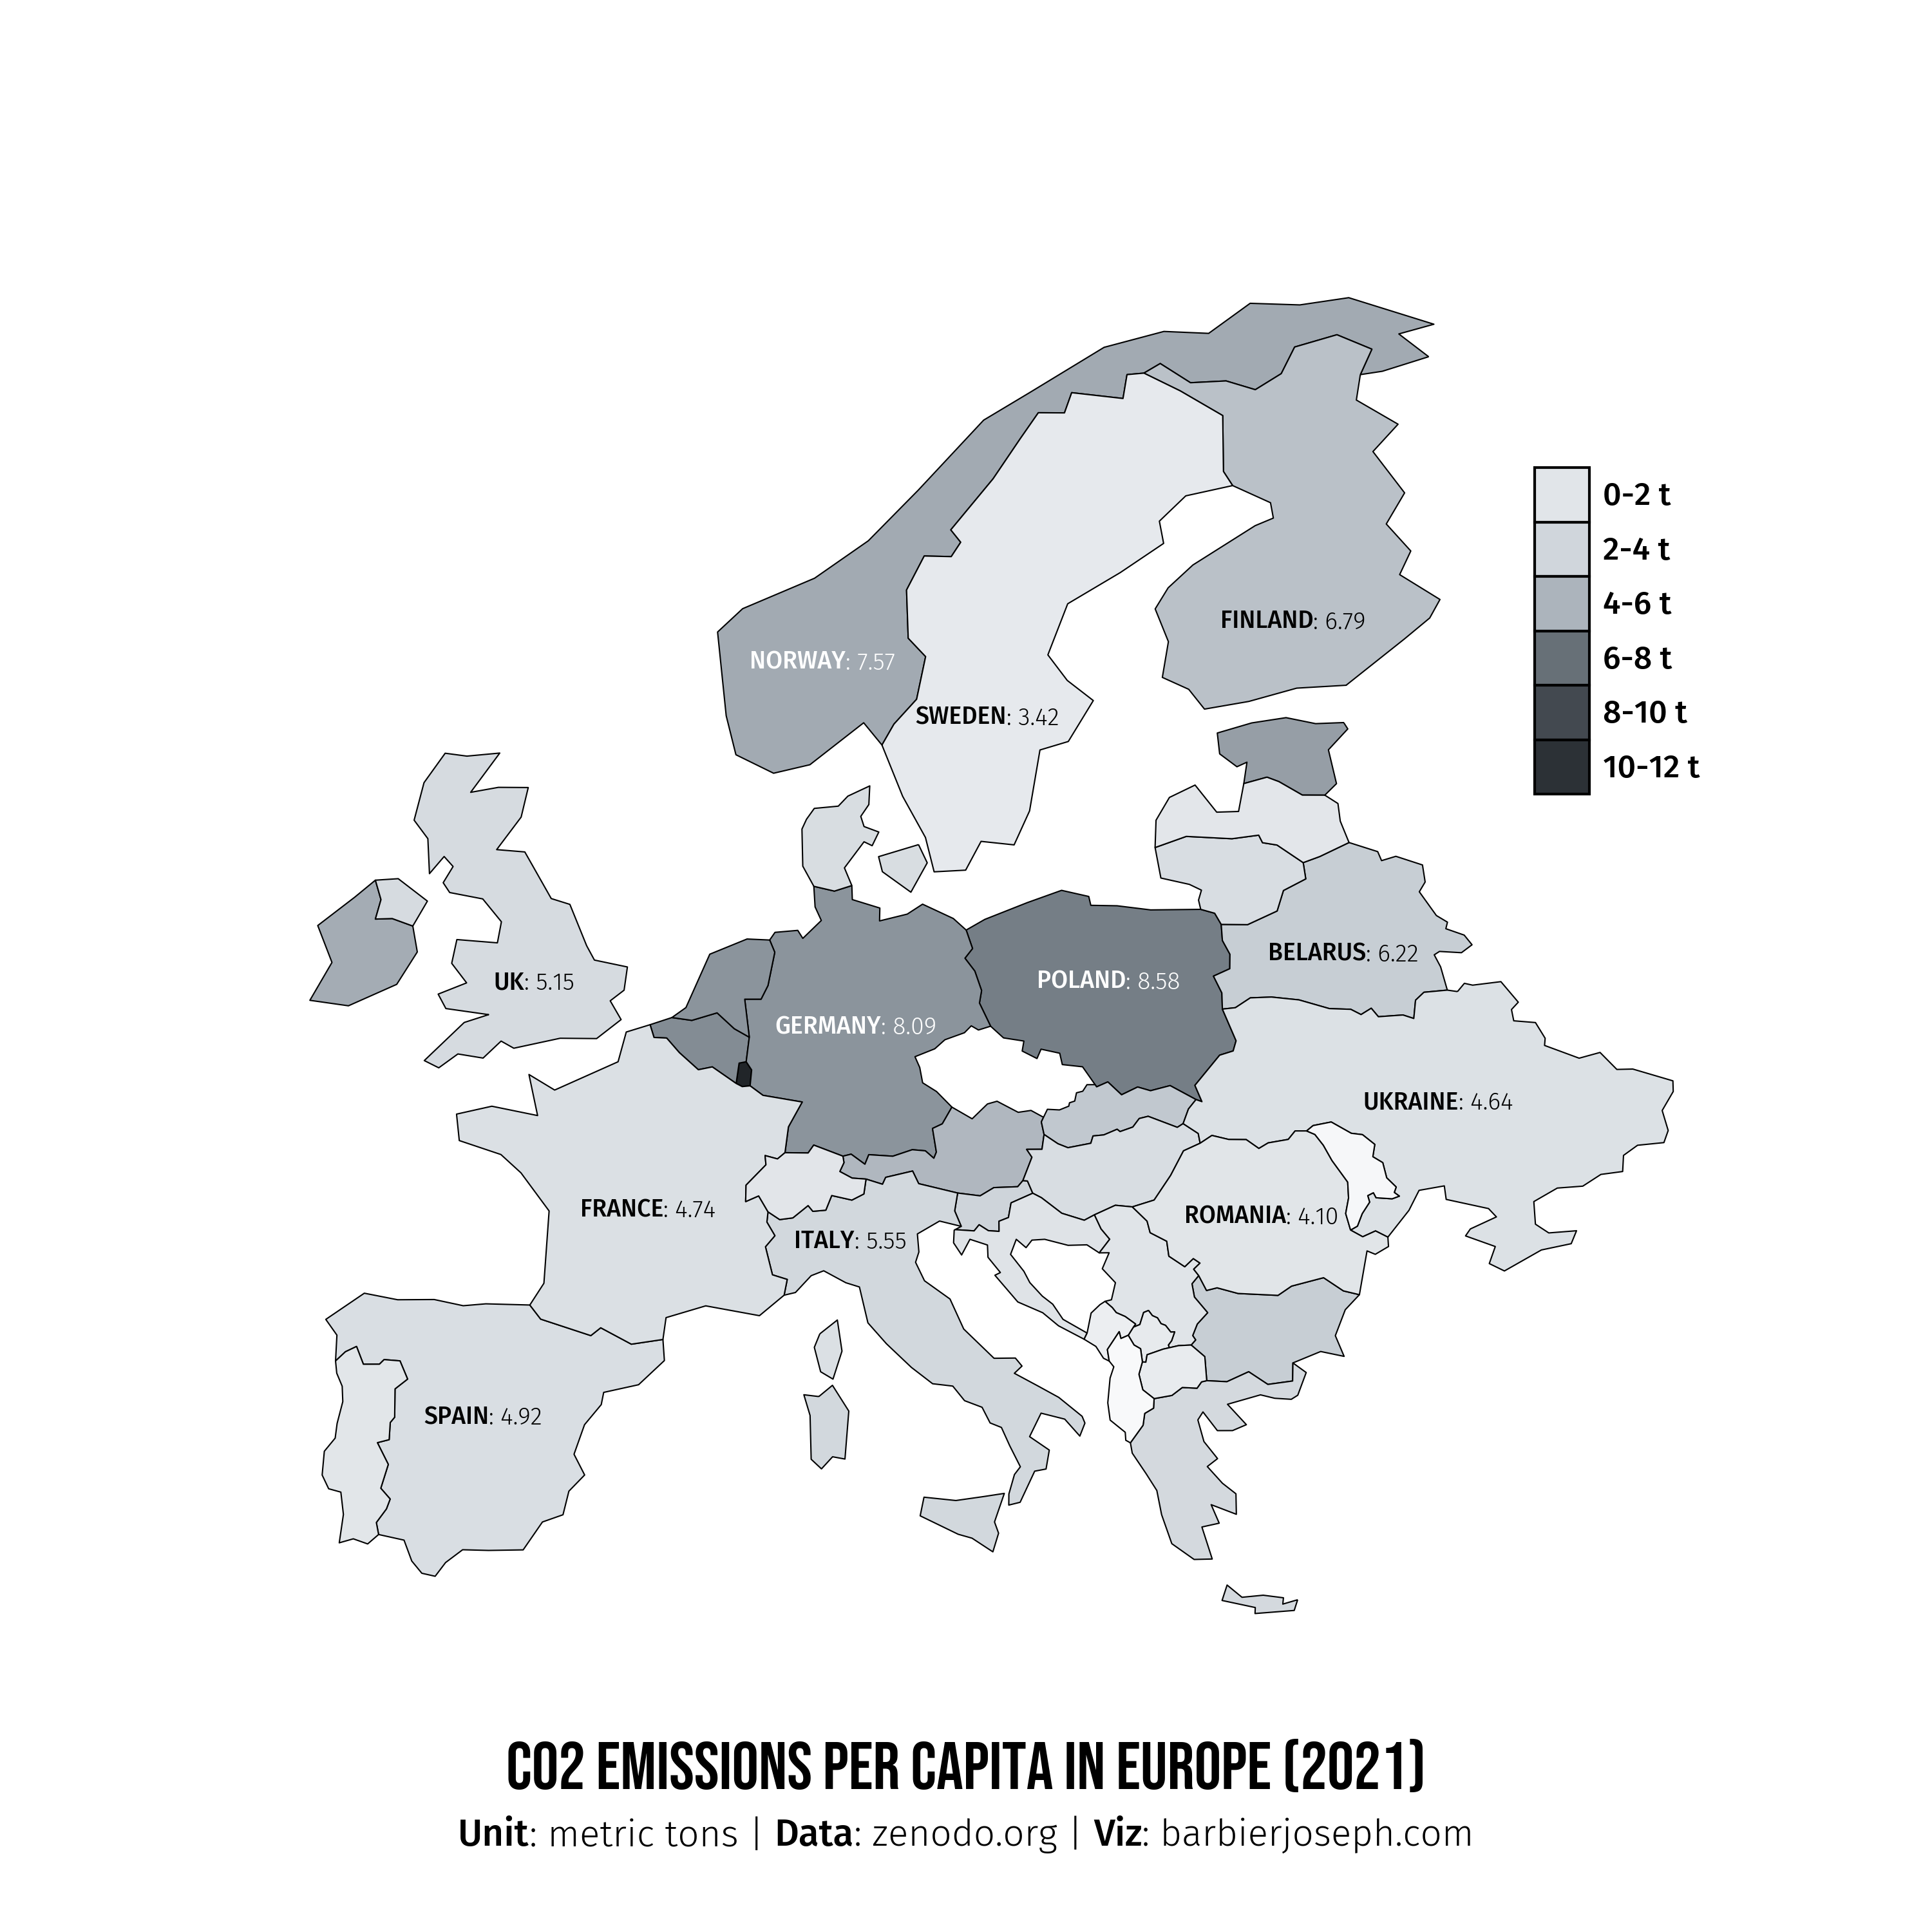 NORWAY: 7.57
FINLAND: 6.79
SWEDEN: 3.42
0-2 t
2-4 t
4-6 t
6-8 t
8-10 t
10-12 t
UK: 5.15
BELARUS: 6.22
POLAND: 8.58
GERMANY: 8.09
UKRAINE: 4.64
FRANCE: 4.74
ROMANIA: 4.10
ITALY: 5.55
SPAIN: 4.92
CO2 EMISSIONS PER CAPITA IN EUROPE (2021)
Unit: metric tons | Data: zenodo.org | Viz: barbierjoseph.com